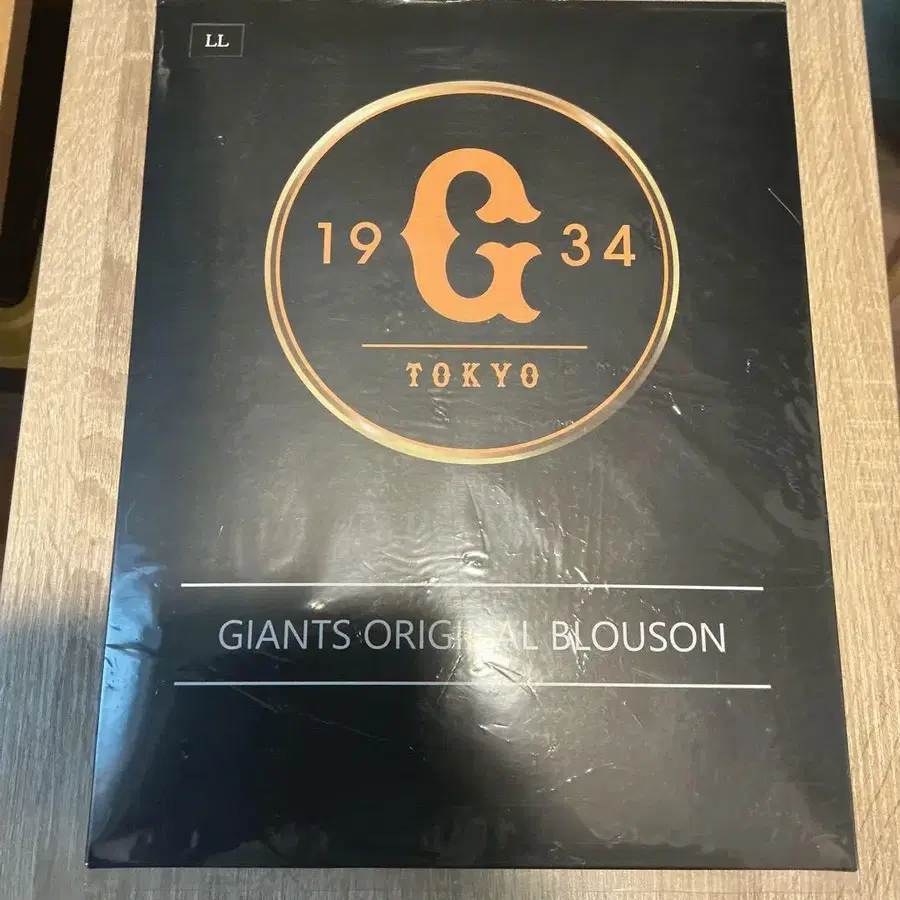 LL
19 G 34
TOKYO
GIANTS ORIGINAL BLOUSON